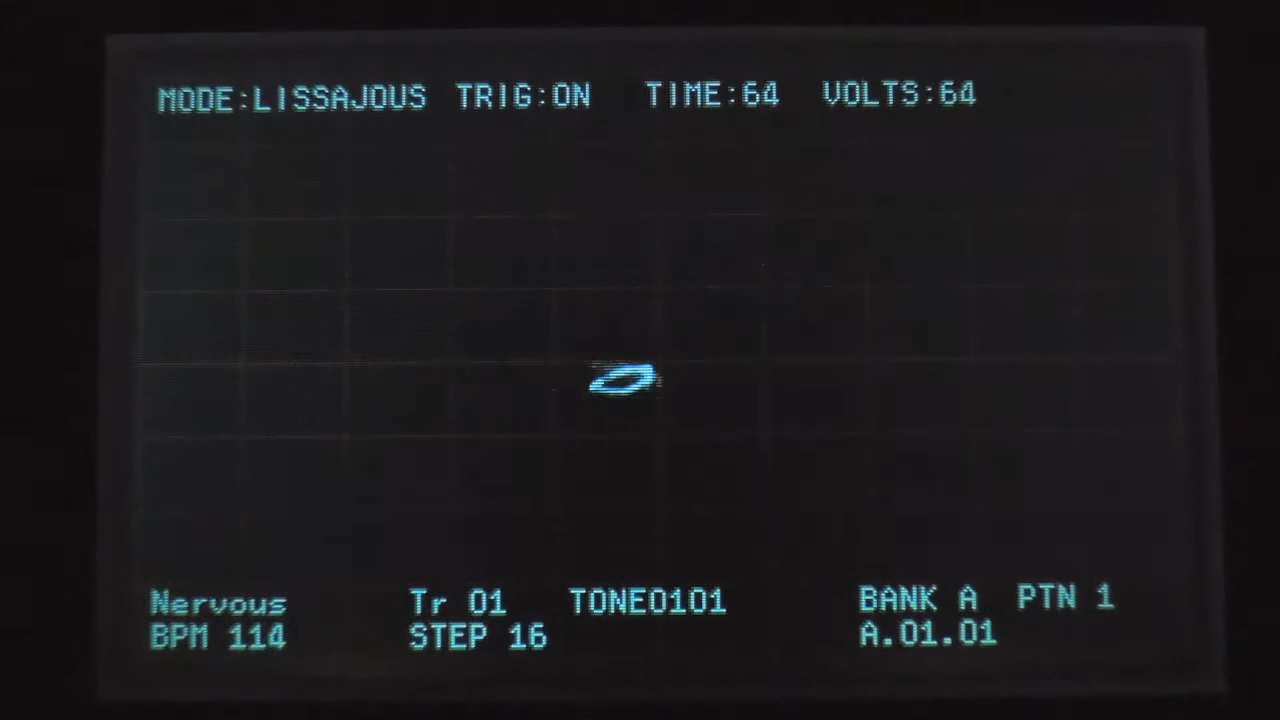 MODE:LISSAJOUS TRIG:ON TIME:64 VOLTS:64
Nervous Tr 01 TONE0101 BANK A PTN 1
BPM 114 STEP 16 A.01.01